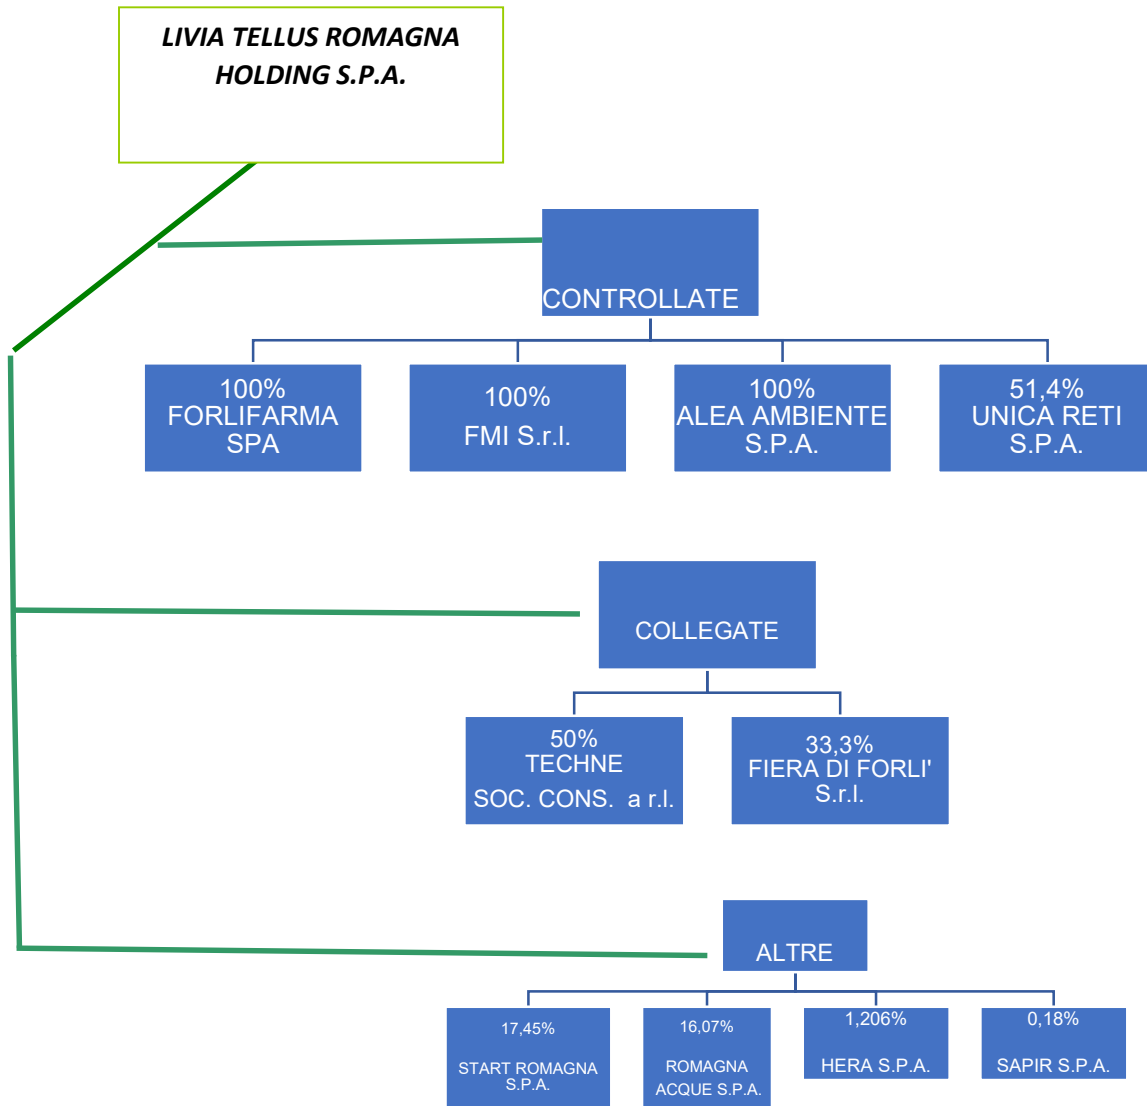 LIVIA TELLUS ROMAGNA
HOLDING S.P.A.
CONTROLLATE
100%
FORLIFARMA
SPA
100%
FMI S.r.l.
100%
ALEA AMBIENTE
S.P.A.
51,4%
UNICA RETI
S.P.A.
COLLEGATE
50%
TECHNE
SOC. CONS. a r.l.
33,3%
FIERA DI FORLI'
S.r.l.
ALTRE
17,45%
START ROMAGNA
S.P.A.
16,07%
ROMAGNA
ACQUE S.P.A.
1,206%
HERA S.P.A.
0,18%
SAPIR S.P.A.